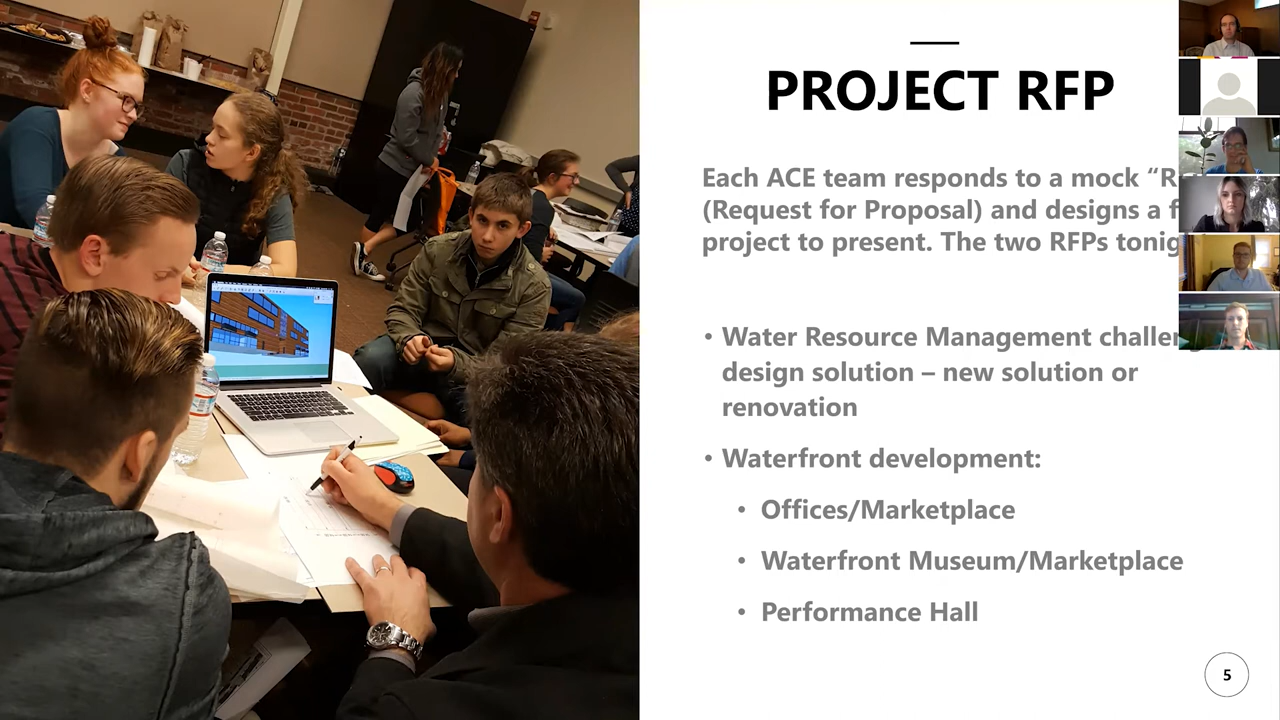 PROJECT RFP
Each ACE team responds to a mock “R
(Request for Proposal) and designs a f
project to present. The two RFPs tonig
• Water Resource Management challeng
design solution – new solution or
renovation
• Waterfront development:
• Offices/Marketplace
• Waterfront Museum/Marketplace
• Performance Hall
5